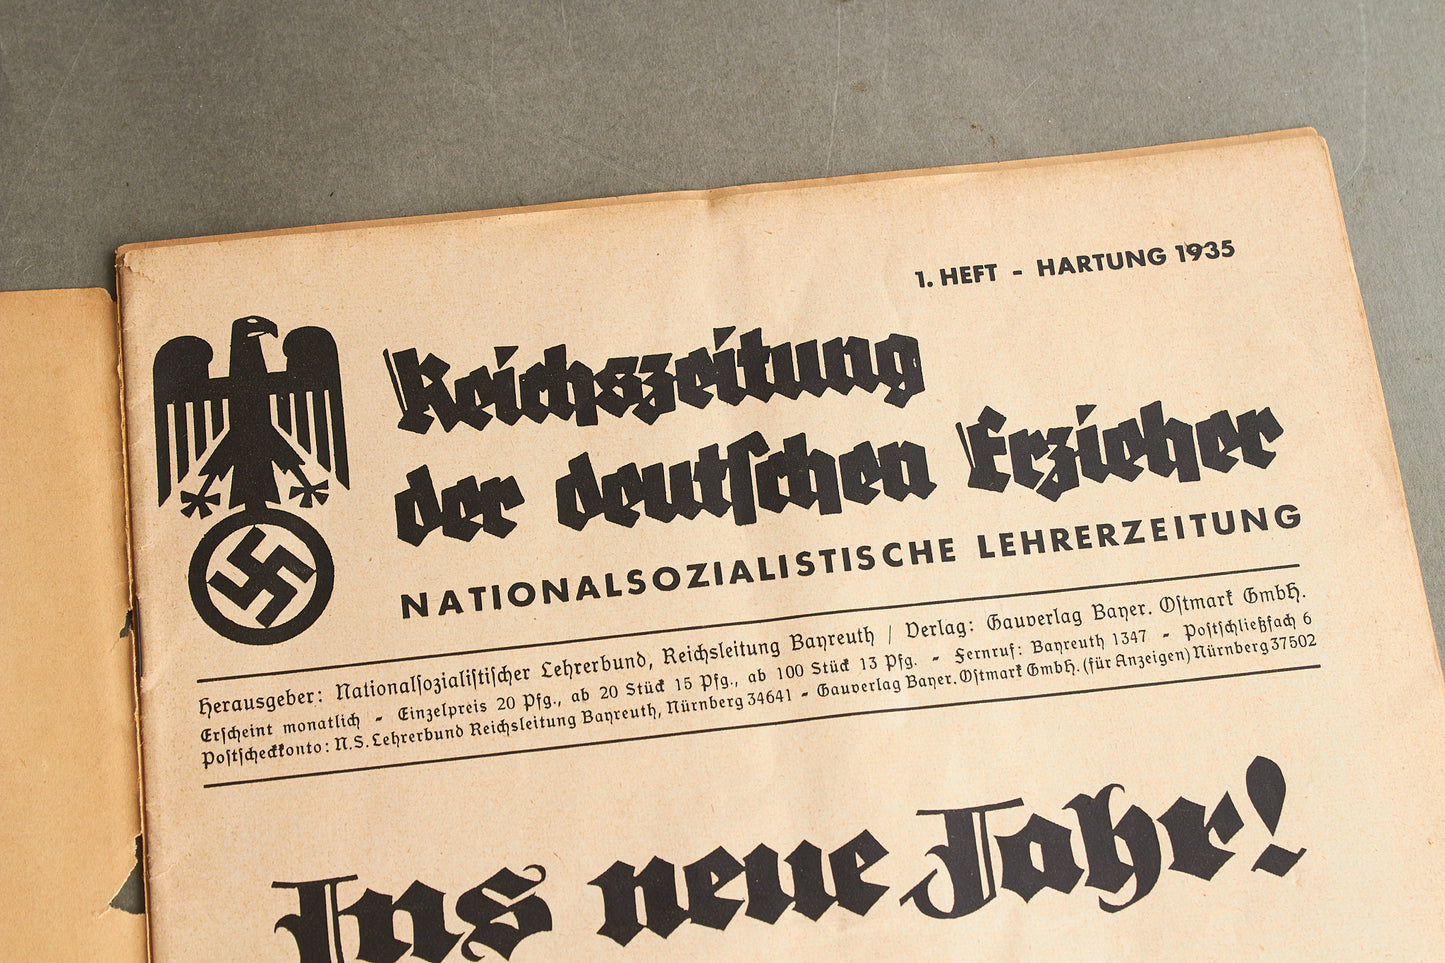 1. HEFT - HARTUNG 1935
Reichszeitung
der deutschen Erzieher
NATIONALSOZIALISTISCHE LEHRERZEITUNG
Herausgeber: Nationalsozialistischer Lehrerbund, Reichsleitung Bayreuth / Verlag: Gauverlag Bayer. Ostmark GmbH.
Erscheint monatlich - Einzelpreis 20 Pfg., ab 20 Stück 15 Pfg., ab 100 Stück 13 Pfg. - Fernruf: Bayreuth 1347 - Postschließfach 6
Postscheckkonto: N.S. Lehrerbund Reichsleitung Bayreuth, Nürnberg 34641 - Gauverlag Bayer. Ostmark GmbH. (für Anzeigen) Nürnberg 37502
Ins neue Jahr!